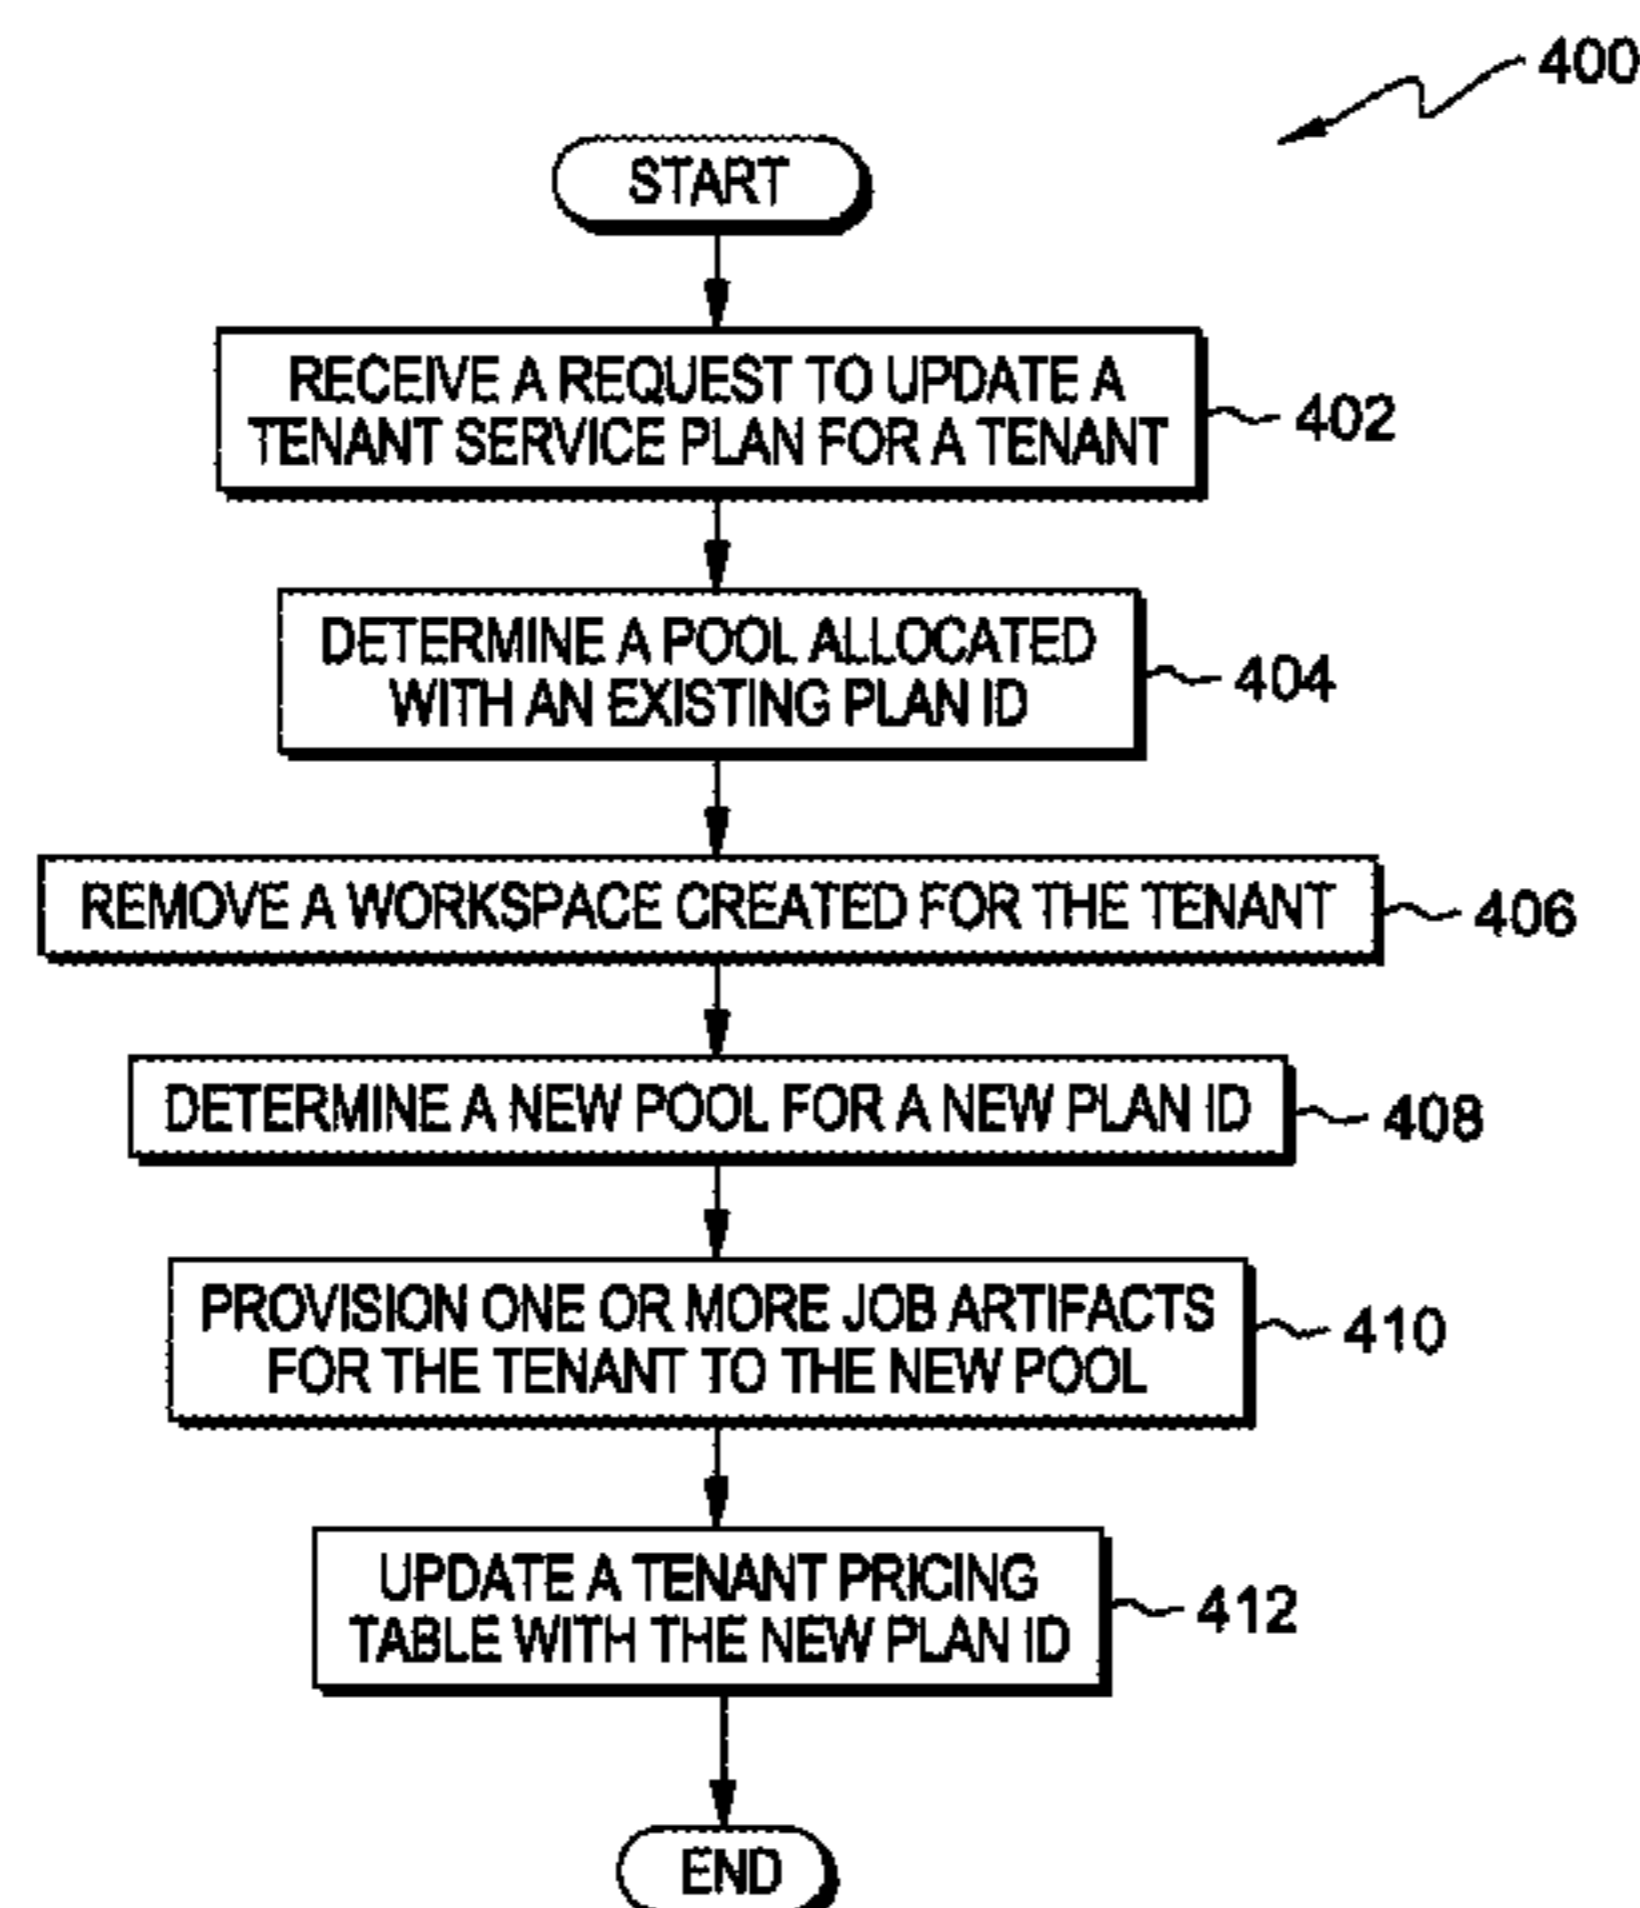 400
START
RECEIVE A REQUEST TO UPDATE A
TENANT SERVICE PLAN FOR A TENANT
402
DETERMINE A POOL ALLOCATED
WITH AN EXISTING PLAN ID
404
REMOVE A WORKSPACE CREATED FOR THE TENANT
406
DETERMINE A NEW POOL FOR A NEW PLAN ID
408
PROVISION ONE OR MORE JOB ARTIFACTS
FOR THE TENANT TO THE NEW POOL
410
UPDATE A TENANT PRICING
TABLE WITH THE NEW PLAN ID
412
END